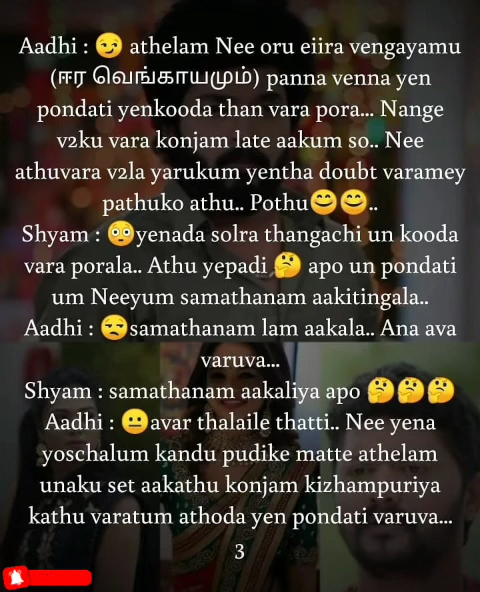 Aadhi : 😏 athelam Nee oru eiira vengayamu
(ஈர வெங்காயமும்) panna venna yen
pondati yenkooda than vara pora... Nange
v2ku vara konjam late aakum so.. Nee
athuvara v2la yarukum yentha doubt varamey
pathuko athu.. Pothu😊😊..
Shyam : 😳yenada solra thangachi un kooda
vara porala.. Athu yepadi 🤔 apo un pondati
um Neeyum samathanam aakitingala..
Aadhi : 😒samathanam lam aakala.. Ana ava
varuva...
Shyam : samathanam aakaliya apo 🤔🤔🤔
Aadhi : 😐avar thalaile thatti.. Nee yena
yoschalum kandu pudike matte athelam
unaku set aakathu konjam kizhampuriya
kathu varatum athoda yen pondati varuva...
3